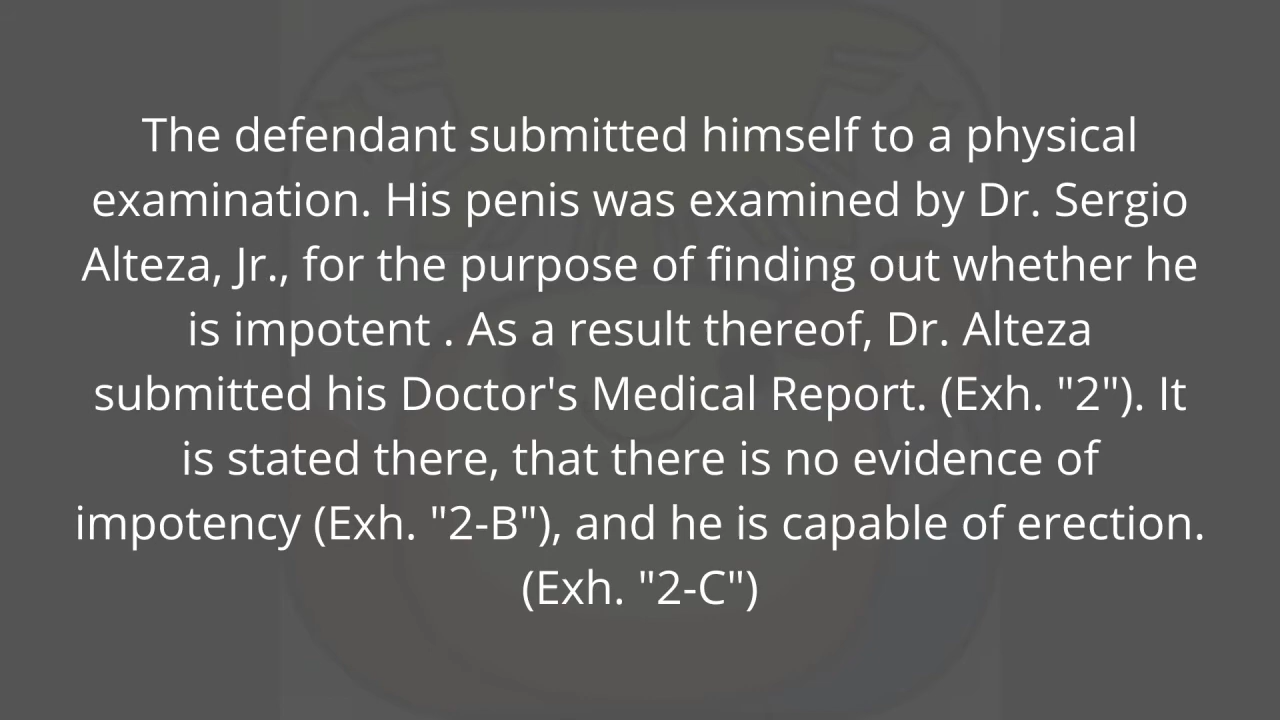 The defendant submitted himself to a physical
examination. His penis was examined by Dr. Sergio
Alteza, Jr., for the purpose of finding out whether he
is impotent . As a result thereof, Dr. Alteza
submitted his Doctor's Medical Report. (Exh. "2"). It
is stated there, that there is no evidence of
impotency (Exh. "2-B"), and he is capable of erection.
(Exh. "2-C")